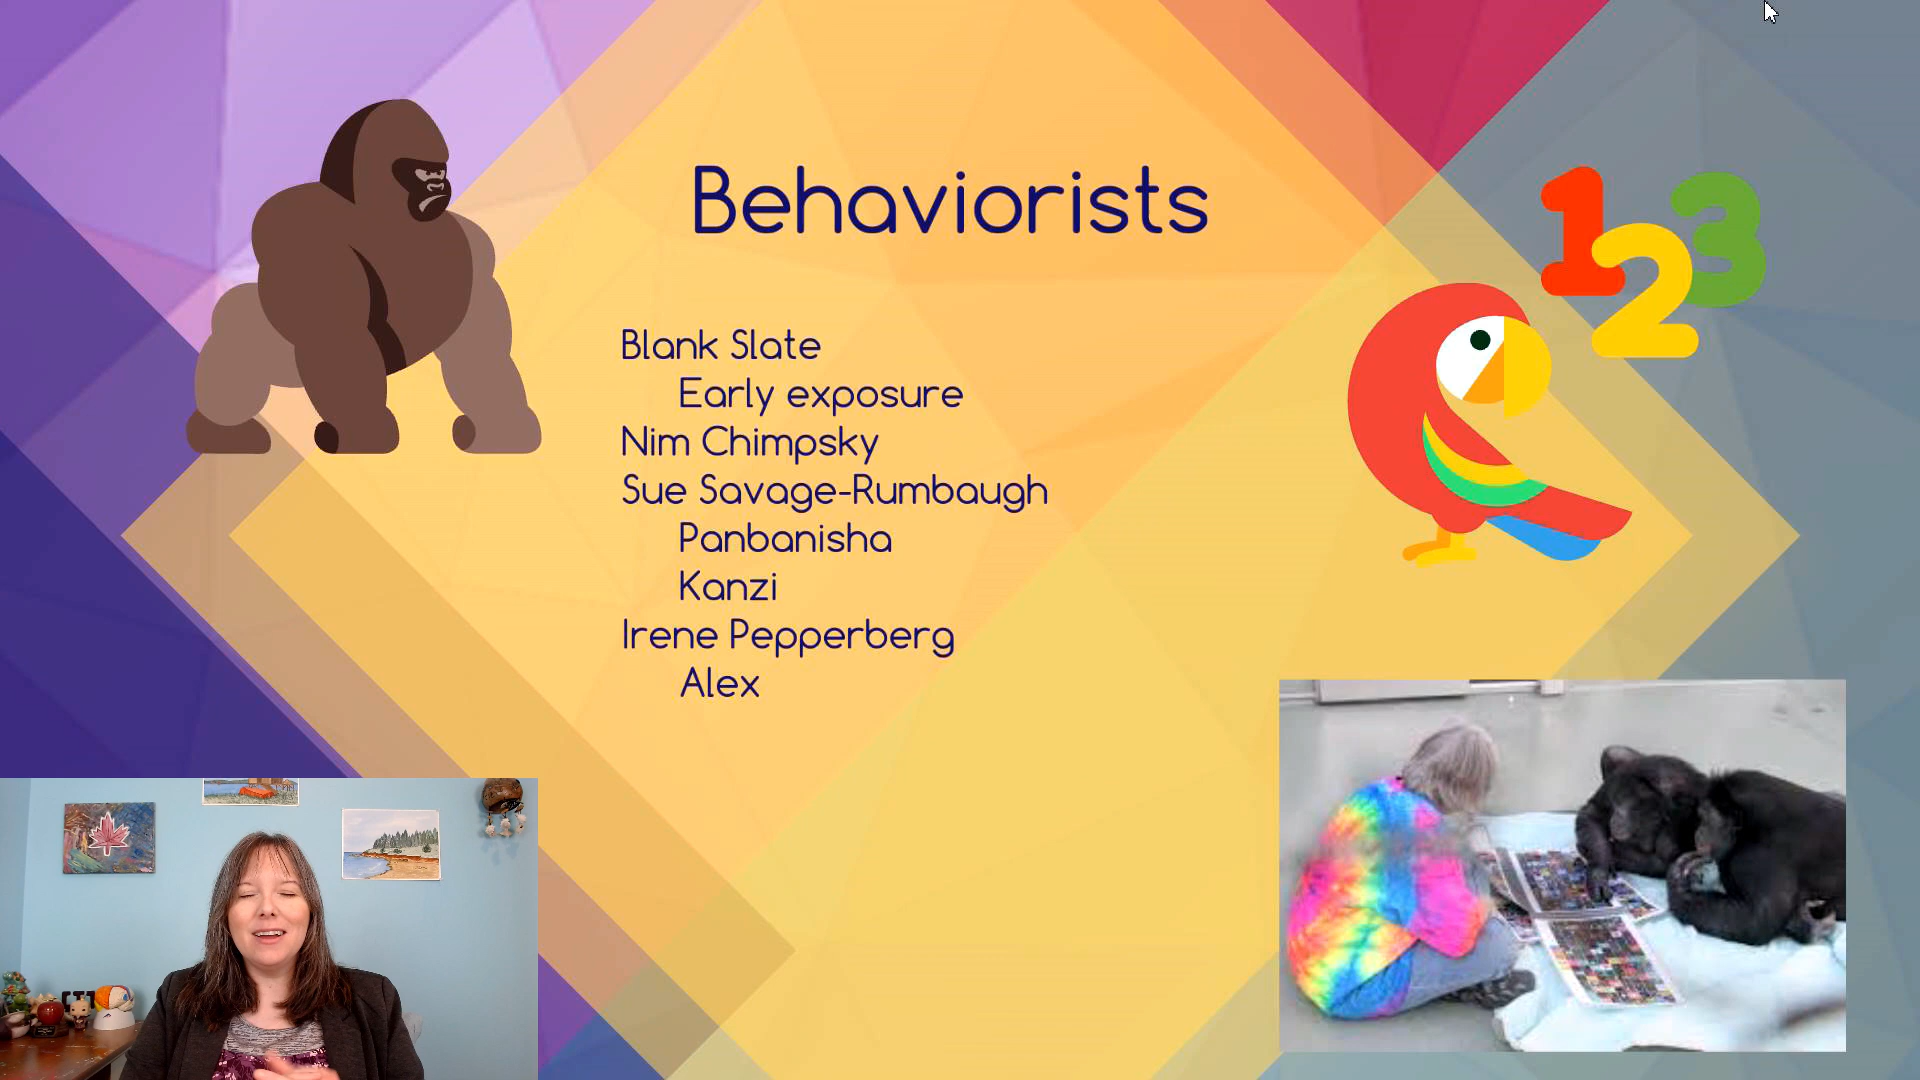 Behaviorists
123
Blank Slate
Early exposure
Nim Chimpsky
Sue Savage-Rumbaugh
Panbanisha
Kanzi
Irene Pepperberg
Alex